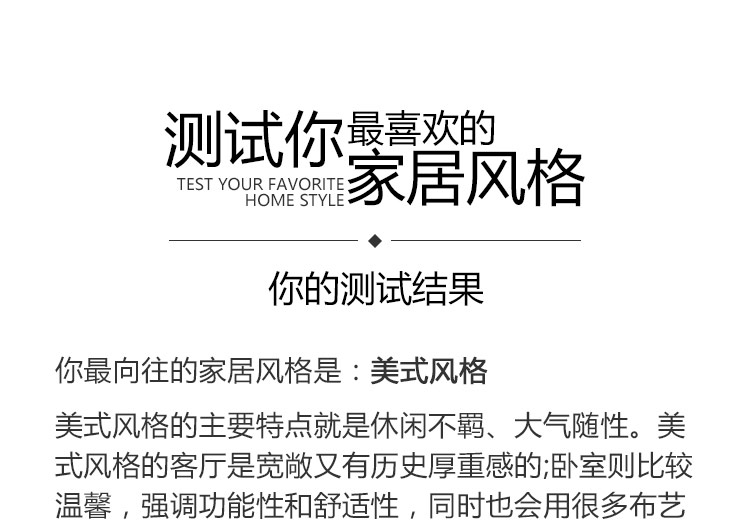 测试你最喜欢的
家居风格
TEST YOUR FAVORITE
HOME STYLE
你的测试结果
你最向往的家居风格是：美式风格
美式风格的主要特点就是休闲不羁、大气随性。美
式风格的客厅是宽敞又有历史厚重感的;卧室则比较
温馨，强调功能性和舒适性，同时也会用很多布艺